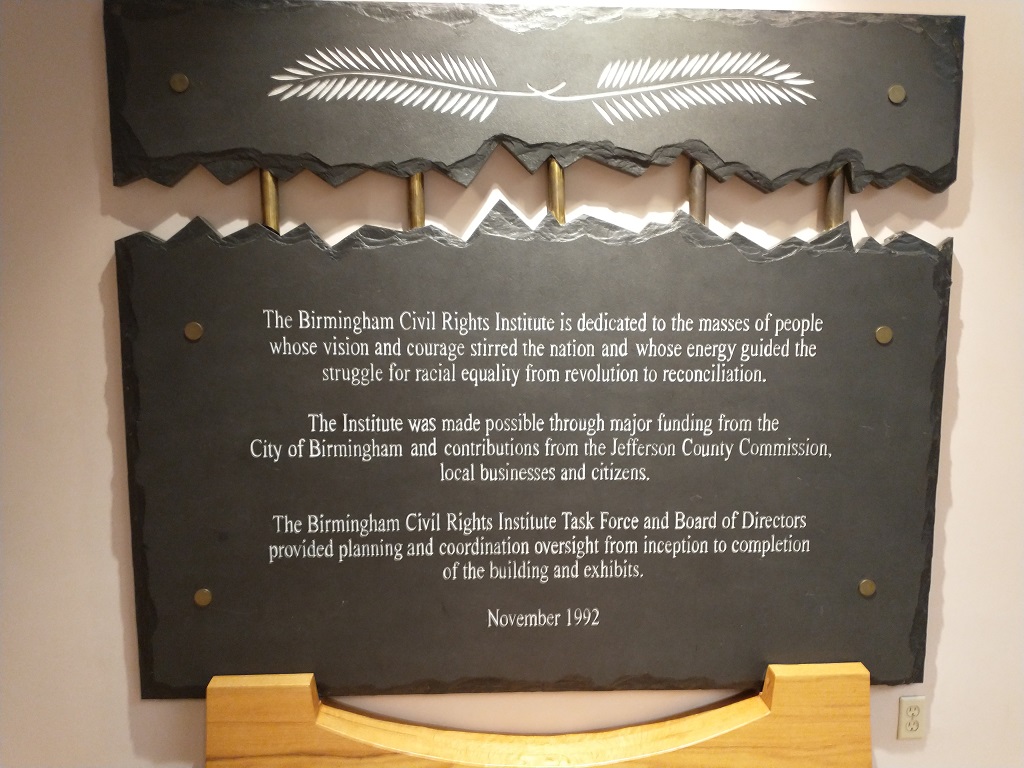 The Birmingham Civil Rights Institute is dedicated to the masses of people
whose vision and courage stirred the nation and whose energy guided the
struggle for racial equality from revolution to reconciliation.
The Institute was made possible through major funding from the
City of Birmingham and contributions from the Jefferson County Commission,
local businesses and citizens.
The Birmingham Civil Rights Institute Task Force and Board of Directors
provided planning and coordination oversight from inception to completion
of the building and exhibits.
November 1992